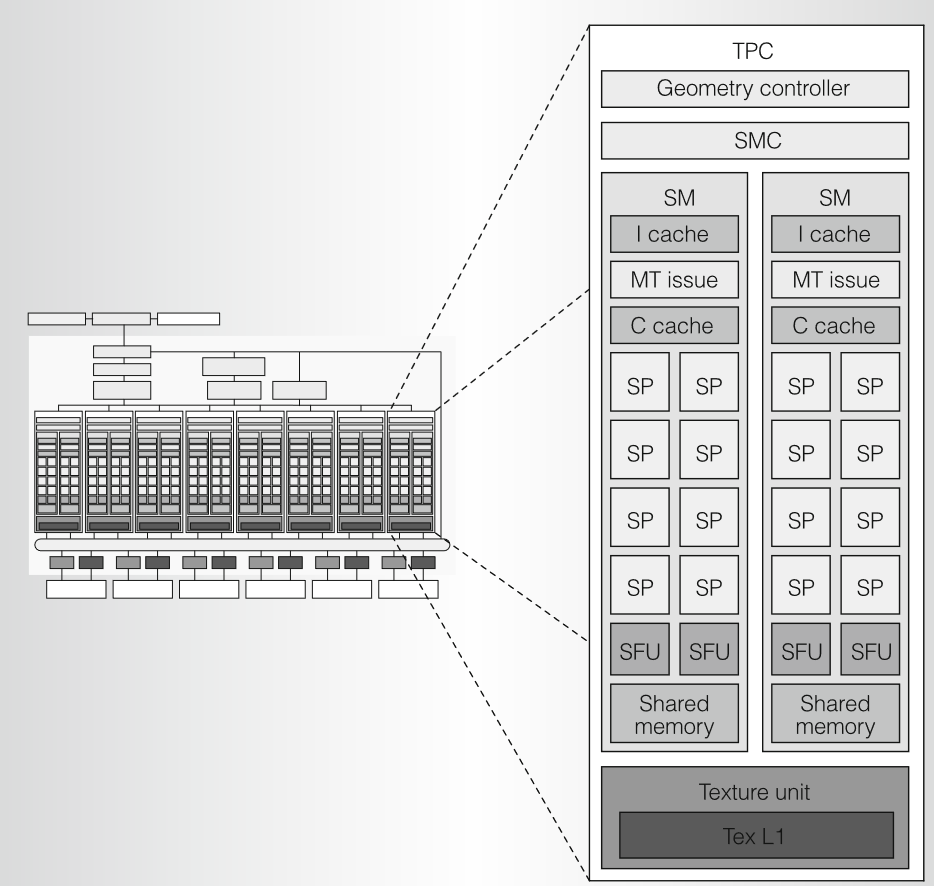 TPC
Geometry controller
SMC
SM
I cache
MT issue
C cache
SP SP
SP SP
SP SP
SP SP
SFU SFU
Shared
memory
SM
I cache
MT issue
C cache
SP SP
SP SP
SP SP
SP SP
SFU SFU
Shared
memory
Texture unit
Tex L1